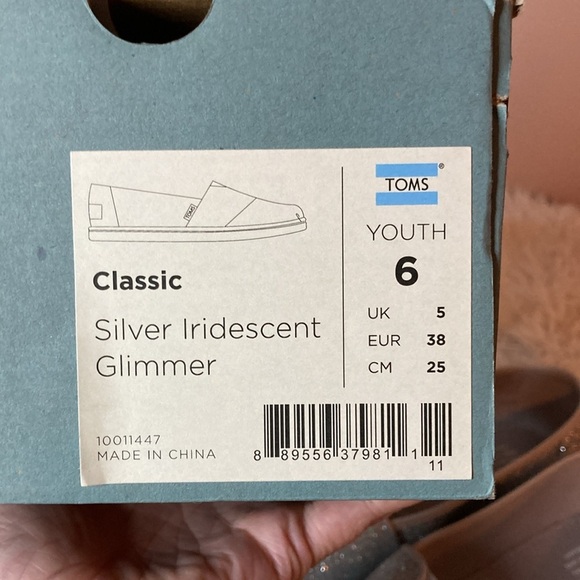 TOMS®
TOMS
YOUTH
6
UK 5
EUR 38
CM 25
Classic
Silver Iridescent
Glimmer
10011447
MADE IN CHINA
8 89556 37981 1
11